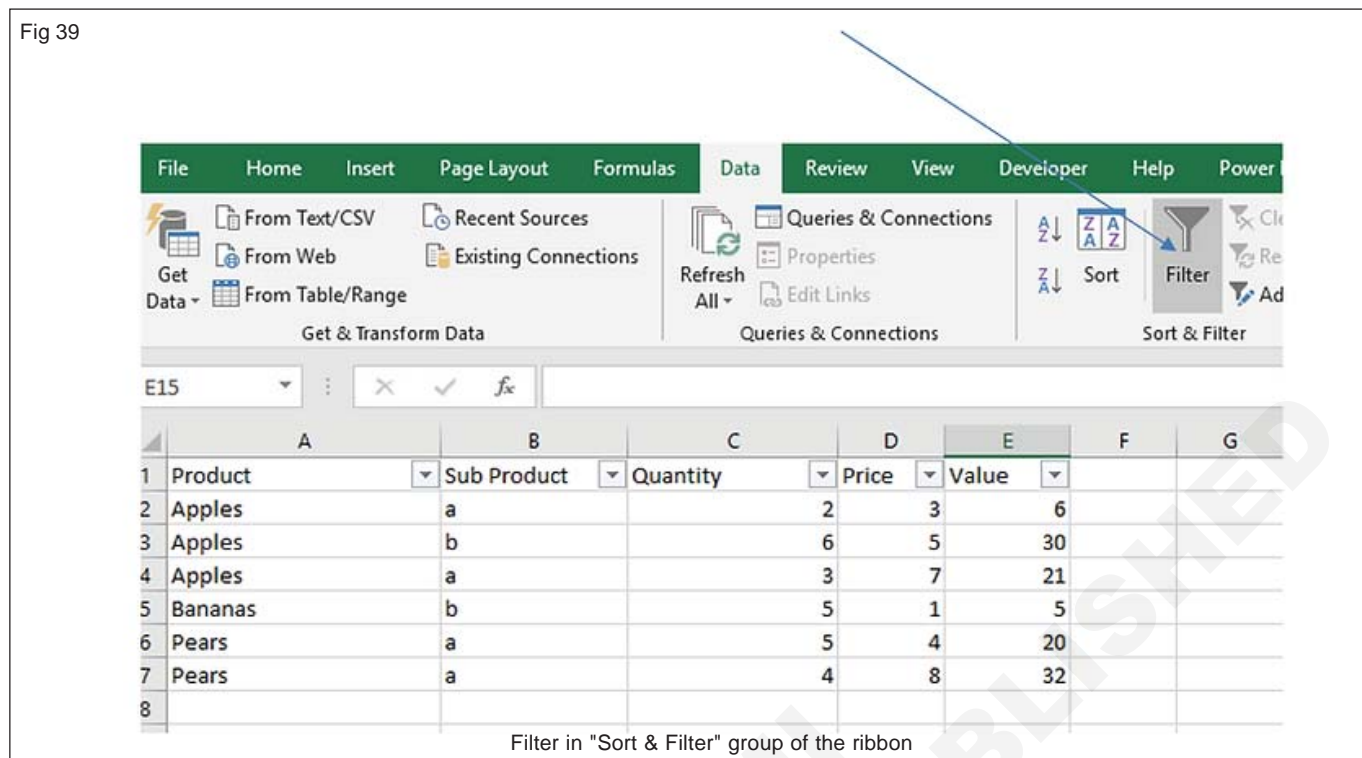 Fig 39
File Home Insert Page Layout Formulas Data Review View Developer Help Power
Get Data
From Text/CSV
From Web
From Table/Range
Recent Sources
Existing Connections
Get & Transform Data
Refresh All
Queries & Connections
Properties
Edit Links
Queries & Connections
A Z
Z A
Z A A Z
Sort
Filter
Cle
Re
Ad
Sort & Filter
E15 fx
A B C D E F G
1 Product Sub Product Quantity Price Value
2 Apples a 2 3 6
3 Apples b 6 5 30
4 Apples a 3 7 21
5 Bananas b 5 1 5
6 Pears a 5 4 20
7 Pears a 4 8 32
8
Filter in "Sort & Filter" group of the ribbon